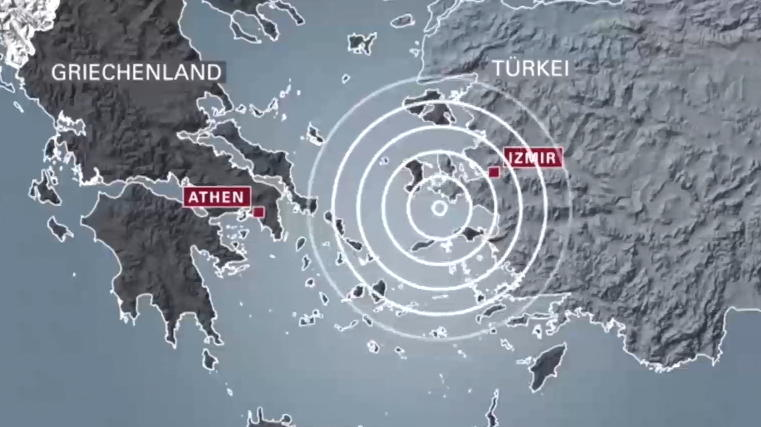 GRIECHENLAND
TÜRKEI
IZMIR
ATHEN